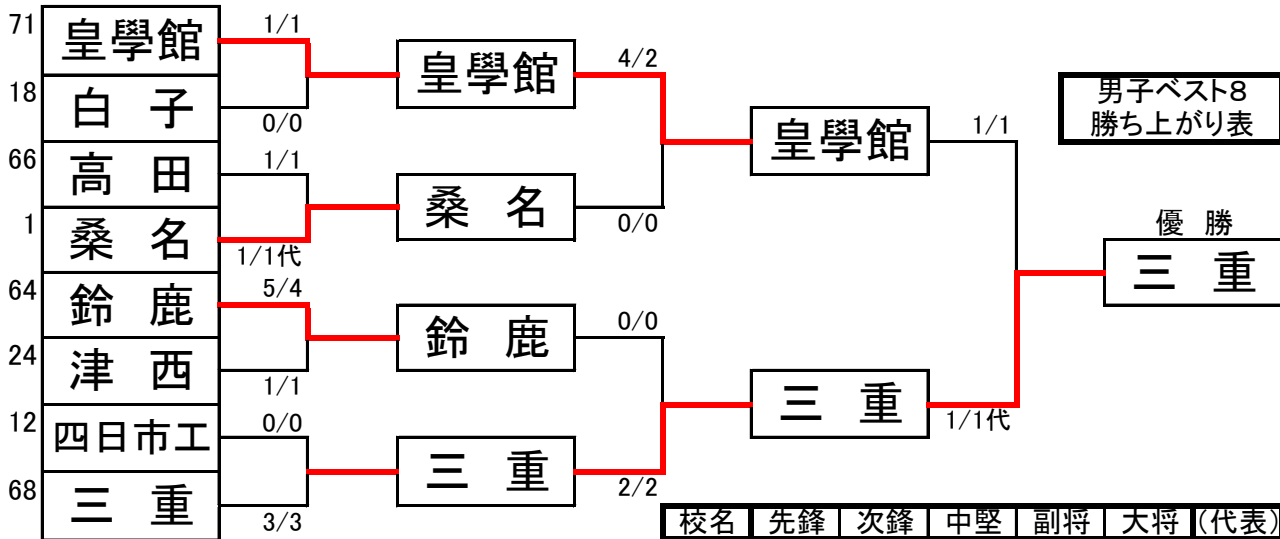 71 皇學館 1/1
18 白子 0/0
皇學館 4/2
66 高田 1/1
1 桑名 1/1代
桑名 0/0
皇學館 1/1
男子ベスト8
勝ち上がり表
64 鈴鹿 5/4
24 津西 1/1
鈴鹿 0/0
12 四日市工 0/0
68 三重 3/3
三重 2/2
三重 1/1代
優勝
三重
校名 先鋒 次鋒 中堅 副将 大将 (代表)